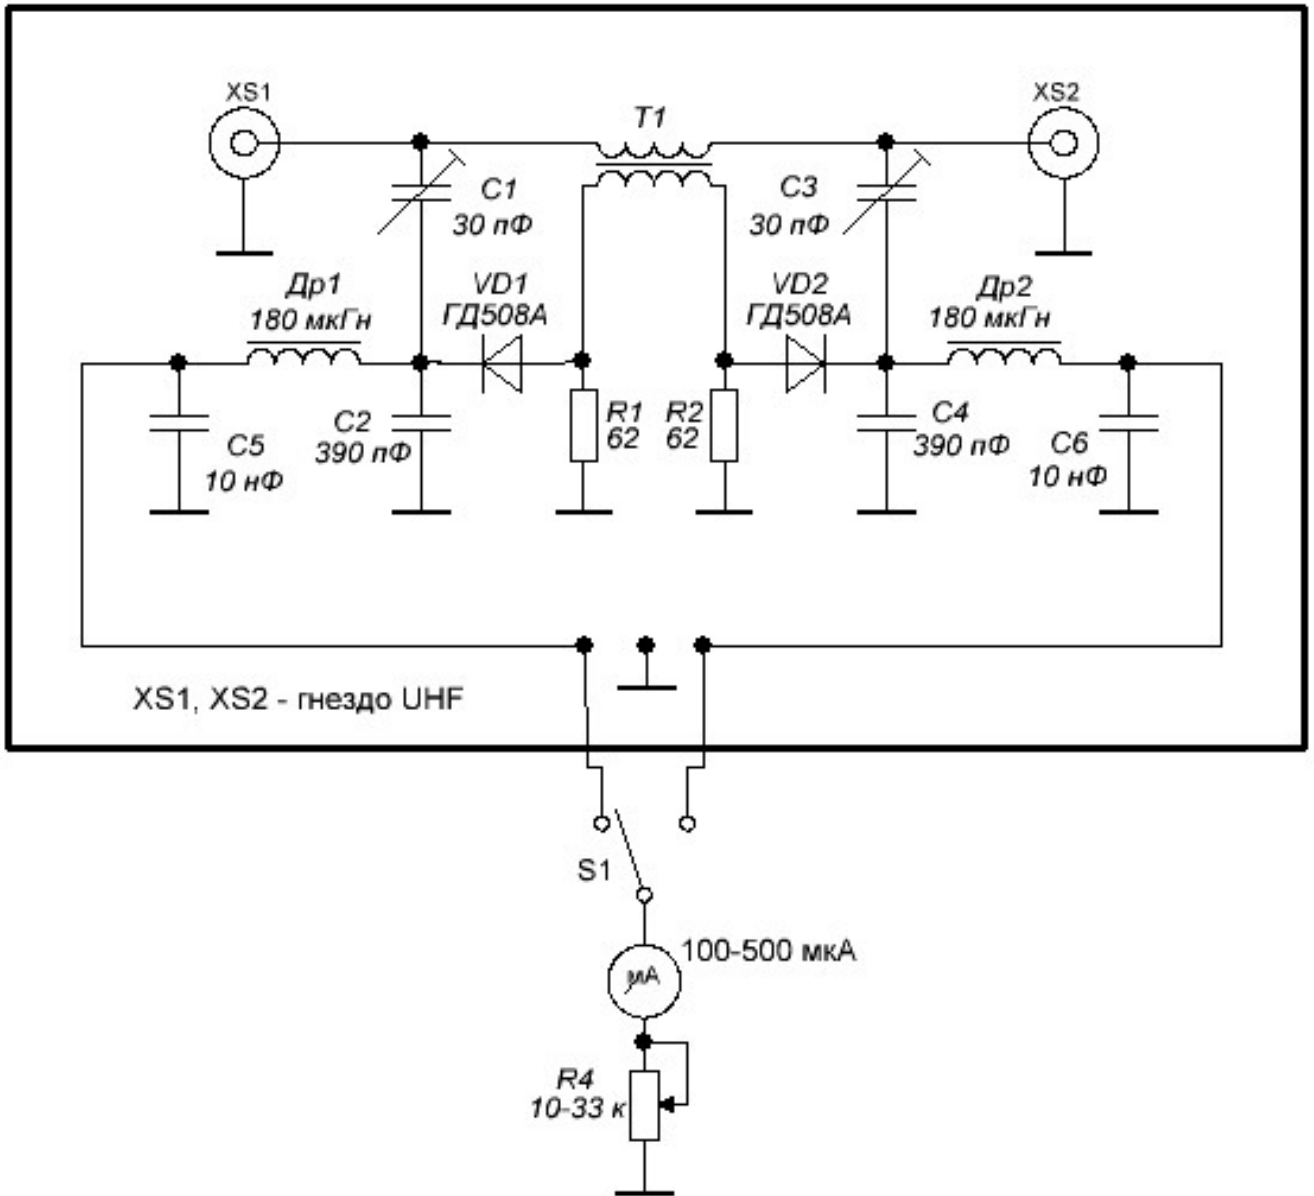 XS1
XS2
T1
C1
30 пФ
C3
30 пФ
Др1
180 мкГн
VD1
ГД508А
VD2
ГД508А
Др2
180 мкГн
C5
10 нФ
C2
390 пФ
R1
62
R2
62
C4
390 пФ
C6
10 нФ
XS1, XS2 - гнездо UHF
S1
100-500 мкА
мА
R4
10-33 к